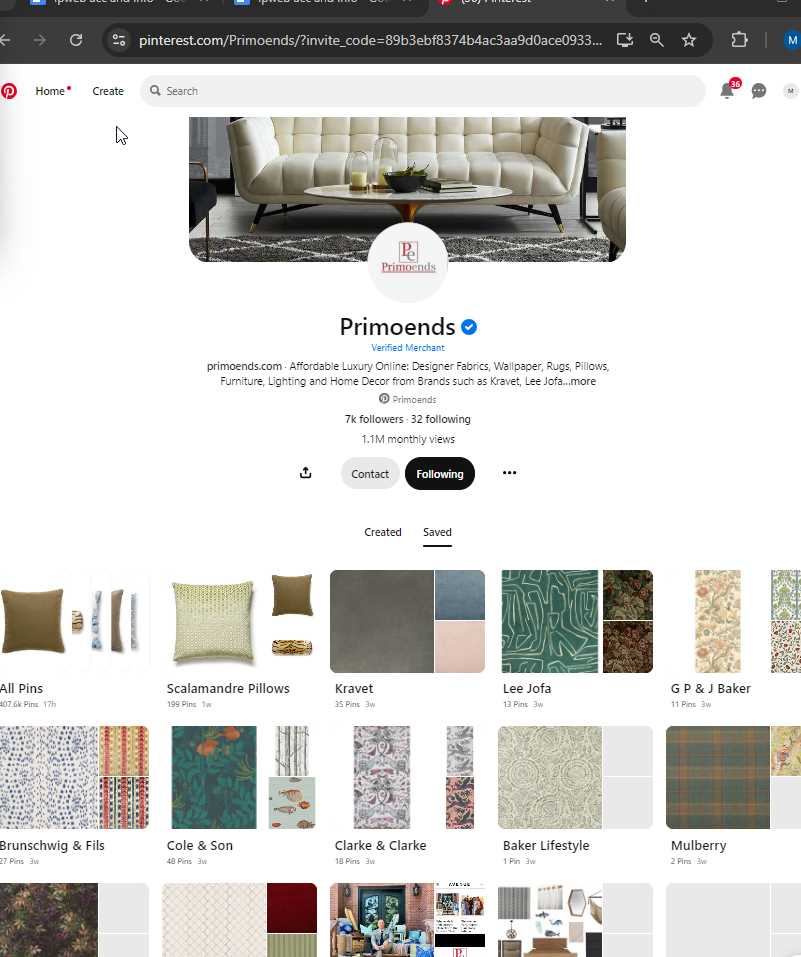 pinterest.com/Primoends/?invite_code=89b3ebf8374b4ac3aa9d0ace0933...
M
Home
Create
Search
36
M
Pe
Primoends
Primoends
Verified Merchant
primoends.com · Affordable Luxury Online: Designer Fabrics, Wallpaper, Rugs, Pillows,
Furniture, Lighting and Home Decor from Brands such as Kravet, Lee Jofa...more
Primoends
7k followers · 32 following
1.1M monthly views
Contact
Following
Created
Saved
All Pins
Scalamandre Pillows
Kravet
Lee Jofa
G P & J Baker
407.6k Pins 17h
199 Pins 1w
35 Pins 3w
13 Pins 3w
11 Pins 3w
Brunschwig & Fils
Cole & Son
Clarke & Clarke
Baker Lifestyle
Mulberry
27 Pins 3w
48 Pins 3w
18 Pins 3w
1 Pin 3w
2 Pins 3w
AVENUE